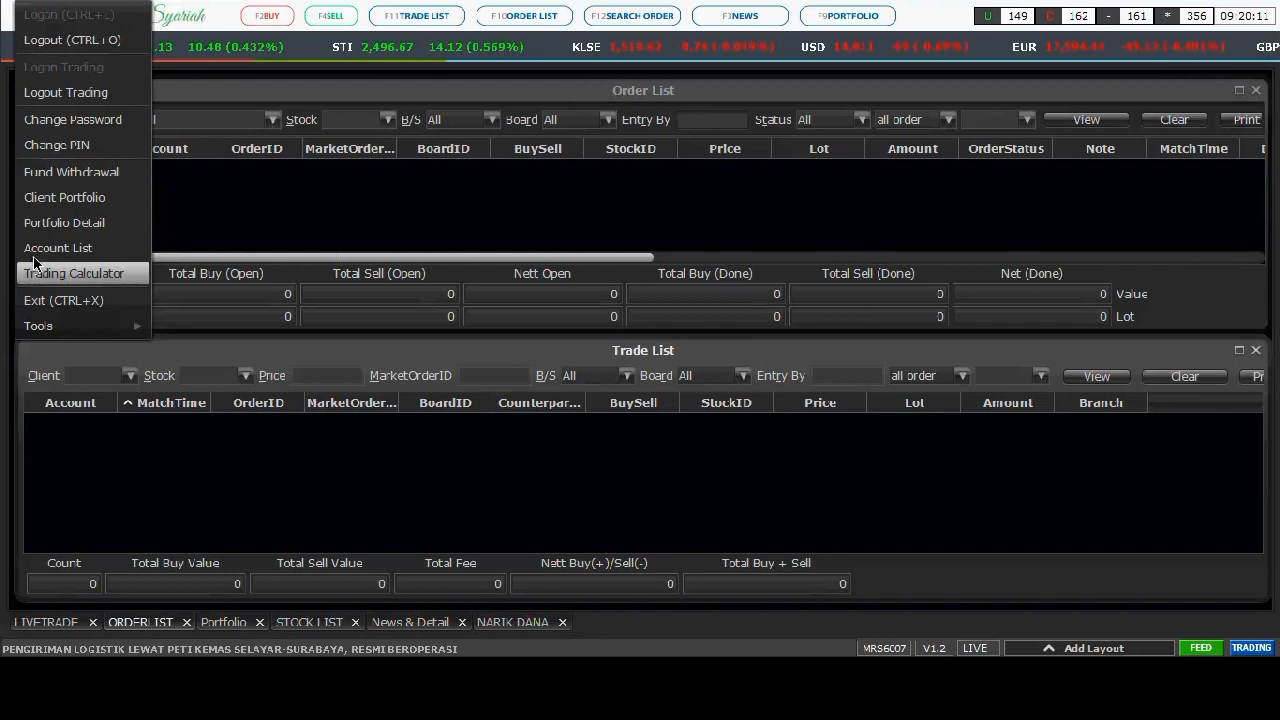 Logon (CTRL+L)
Syariah
F2BUY
F4SELL
F11TRADE LIST
F10ORDER LIST
F12SEARCH ORDER
F3NEWS
F9PORTFOLIO
U 149 D 162 - 161 * 356 09:20:11
Logout (CTRL+O)
.13 10.48 (0.432%) STI 2,496.67 14.12 (0.569%) KLSE USD EUR GBP
Logon Trading
Logout Trading
Change Password
Change PIN
Fund Withdrawal
Client Portfolio
Portfolio Detail
Account List
Trading Calculator
Exit (CTRL+X)
Tools
Order List
Stock B/S All Board All Entry By Status All all order View Clear Print
count OrderID MarketOrder... BoardID BuySell StockID Price Lot Amount OrderStatus Note MatchTime
Total Buy (Open) Total Sell (Open) Nett Open Total Buy (Done) Total Sell (Done) Net (Done)
0 0 0 0 0 0 Value
0 0 0 0 0 0 Lot
Trade List
Client Stock Price MarketOrderID B/S All Board All Entry By all order View Clear Pr
Account MatchTime OrderID MarketOrder... BoardID Counterpar... BuySell StockID Price Lot Amount Branch
Count Total Buy Value Total Sell Value Total Fee Nett Buy(+)/Sell(-) Total Buy + Sell
0 0 0 0 0 0
LIVETRADE ORDERLIST Portfolio STOCK LIST News & Detail NARIK DANA
PENGIRIMAN LOGISTIK LEWAT PETI KEMAS SELAYAR-SURABAYA, RESMI BEROPERASI MRS6007 V1.2 LIVE Add Layout FEED TRADING